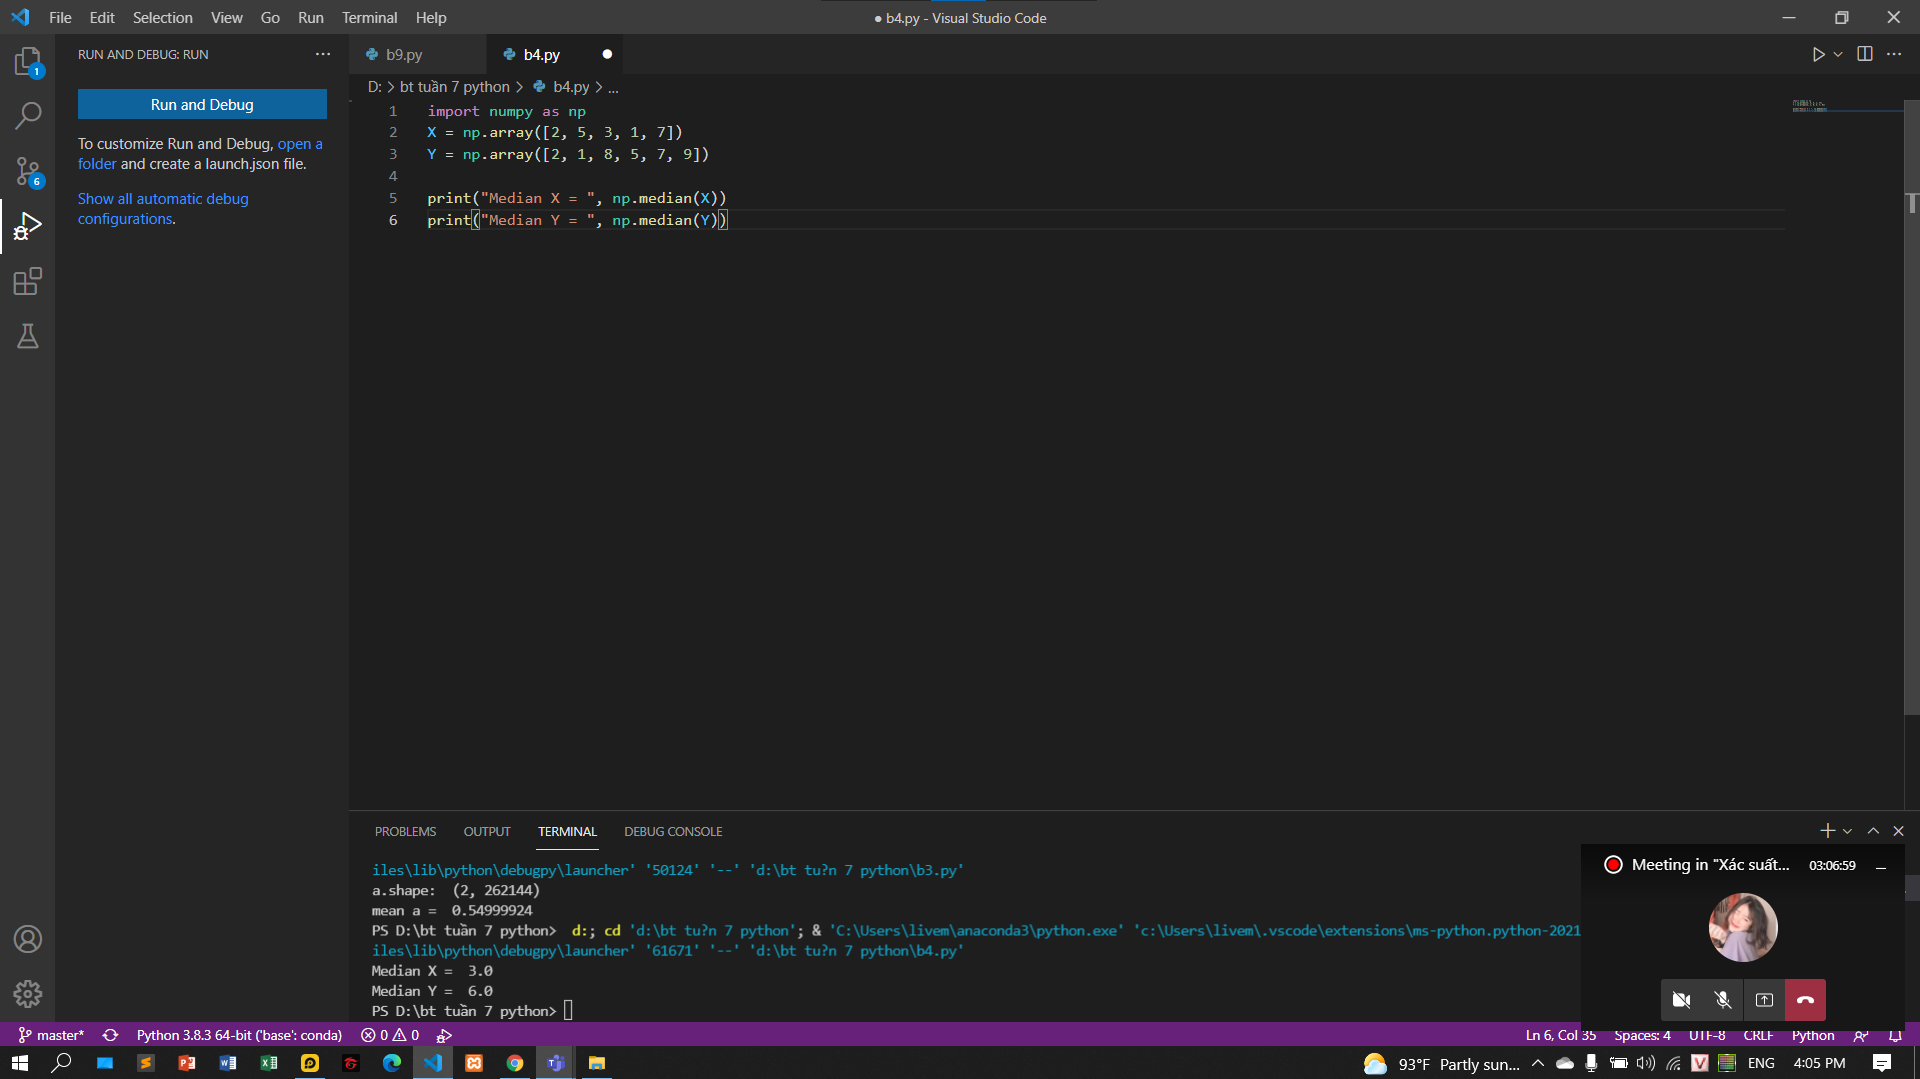 File Edit Selection View Go Run Terminal Help
● b4.py - Visual Studio Code
RUN AND DEBUG: RUN
b9.py
b4.py
D: > bt tuần 7 python > b4.py > ...
1
Run and Debug
To customize Run and Debug, open a
folder and create a launch.json file.
6
Show all automatic debug
configurations.
1 import numpy as np
2 X = np.array([2, 5, 3, 1, 7])
3 Y = np.array([2, 1, 8, 5, 7, 9])
4
5 print("Median X = ", np.median(X))
6 print("Median Y = ", np.median(Y))
PROBLEMS OUTPUT TERMINAL DEBUG CONSOLE
iles\lib\python\debugpy\launcher' '50124' '--' 'd:\bt tu?n 7 python\b3.py'
a.shape:  (2, 262144)
mean a =  0.54999924
PS D:\bt tuần 7 python>  d:; cd 'd:\bt tu?n 7 python'; & 'C:\Users\livem\anaconda3\python.exe' 'c:\Users\livem\.vscode\extensions\ms-python.python-2021
iles\lib\python\debugpy\launcher' '61671' '--' 'd:\bt tu?n 7 python\b4.py'
Median X =  3.0
Median Y =  6.0
PS D:\bt tuần 7 python>
Meeting in "Xác suất... 03:06:59
master* Python 3.8.3 64-bit ('base': conda) 0 0
Ln 6, Col 35 Spaces: 4 UTF-8 CRLF Python
93°F Partly sun... ENG 4:05 PM